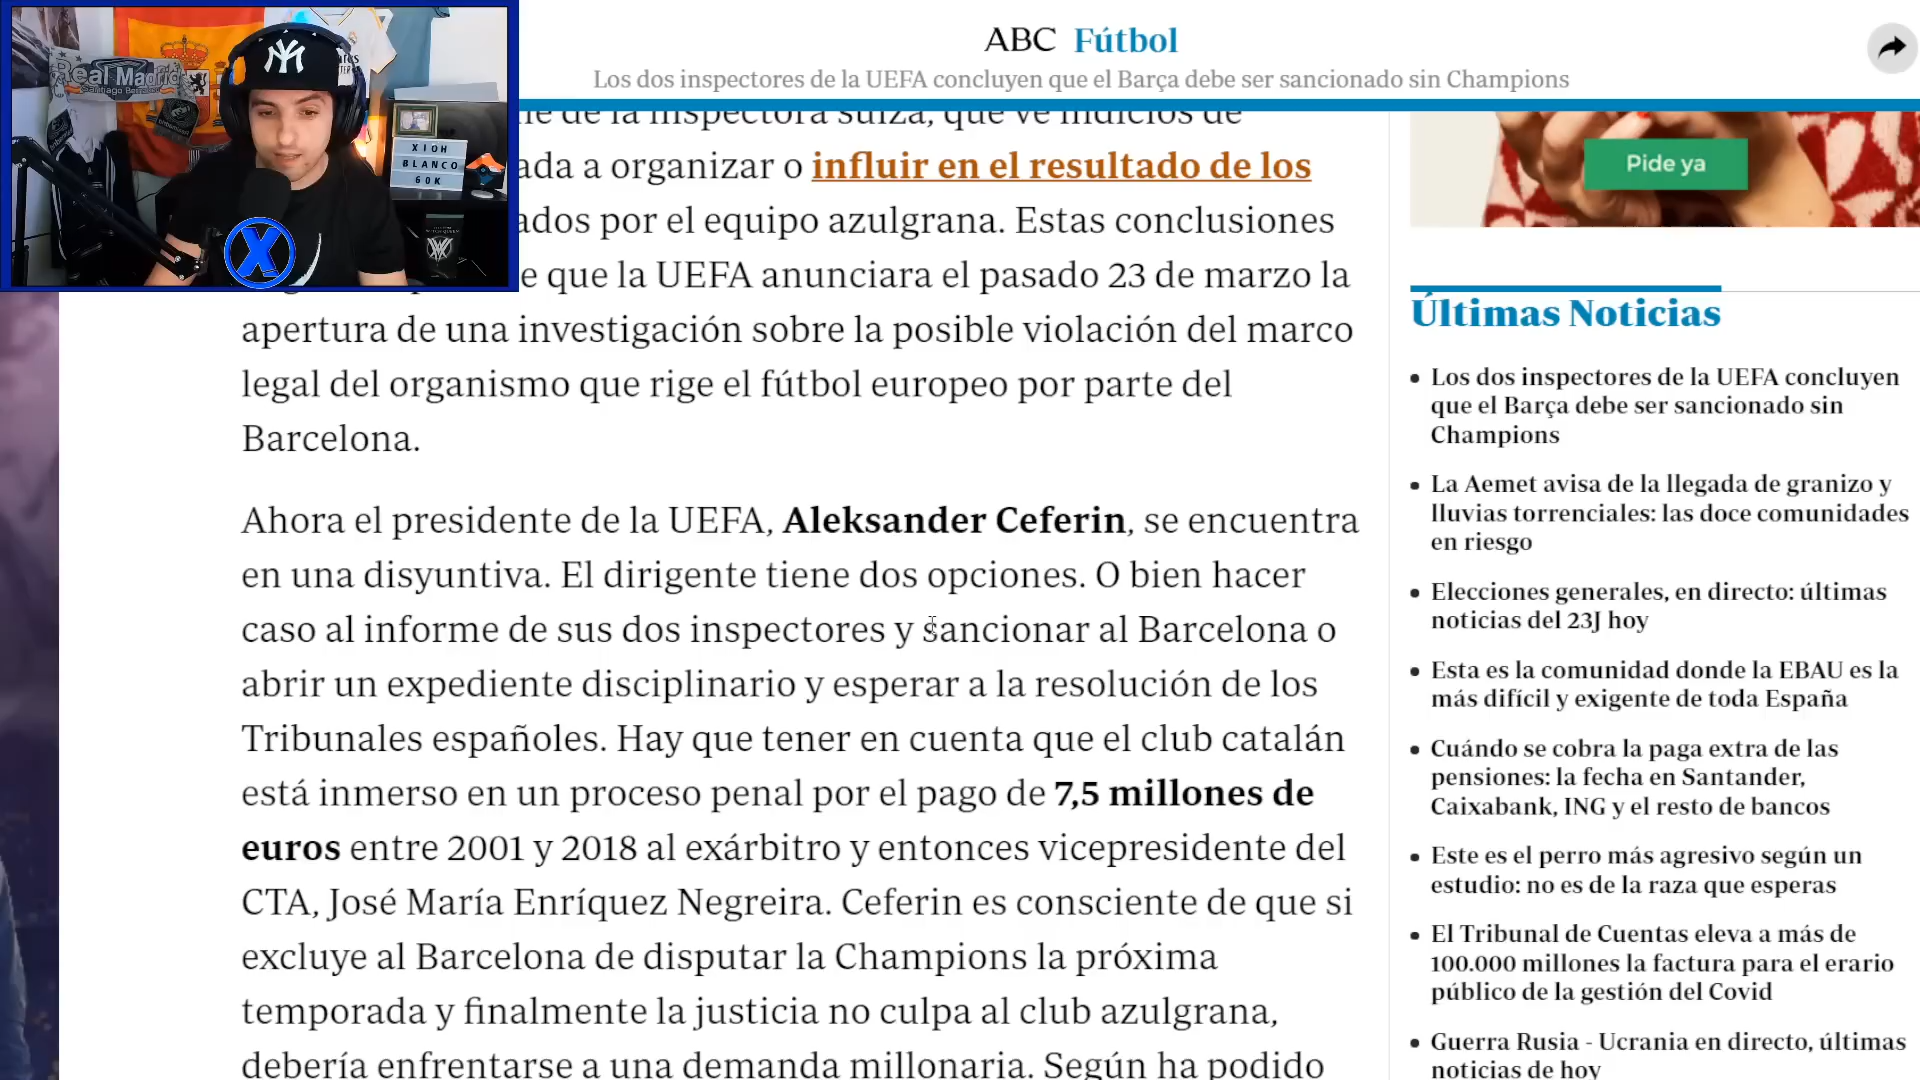 ABC Fútbol
Los dos inspectores de la UEFA concluyen que el Barça debe ser sancionado sin Champions
Real Madrid
Santiago Bernabéu
XIOH
BLANCO
60K
X
de la inspectora suiza, que ve indicios de
ada a organizar o influir en el resultado de los
ados por el equipo azulgrana. Estas conclusiones
e que la UEFA anunciara el pasado 23 de marzo la
apertura de una investigación sobre la posible violación del marco
legal del organismo que rige el fútbol europeo por parte del
Barcelona.
Ahora el presidente de la UEFA, Aleksander Ceferin, se encuentra
en una disyuntiva. El dirigente tiene dos opciones. O bien hacer
caso al informe de sus dos inspectores y sancionar al Barcelona o
abrir un expediente disciplinario y esperar a la resolución de los
Tribunales españoles. Hay que tener en cuenta que el club catalán
está inmerso en un proceso penal por el pago de 7,5 millones de
euros entre 2001 y 2018 al exárbitro y entonces vicepresidente del
CTA, José María Enríquez Negreira. Ceferin es consciente de que si
excluye al Barcelona de disputar la Champions la próxima
temporada y finalmente la justicia no culpa al club azulgrana,
debería enfrentarse a una demanda millonaria. Según ha podido
Pide ya
Últimas Noticias
Los dos inspectores de la UEFA concluyen
que el Barça debe ser sancionado sin
Champions
La Aemet avisa de la llegada de granizo y
lluvias torrenciales: las doce comunidades
en riesgo
Elecciones generales, en directo: últimas
noticias del 23J hoy
Esta es la comunidad donde la EBAU es la
más difícil y exigente de toda España
Cuándo se cobra la paga extra de las
pensiones: la fecha en Santander,
Caixabank, ING y el resto de bancos
Este es el perro más agresivo según un
estudio: no es de la raza que esperas
El Tribunal de Cuentas eleva a más de
100.000 millones la factura para el erario
público de la gestión del Covid
Guerra Rusia - Ucrania en directo, últimas
noticias de hoy